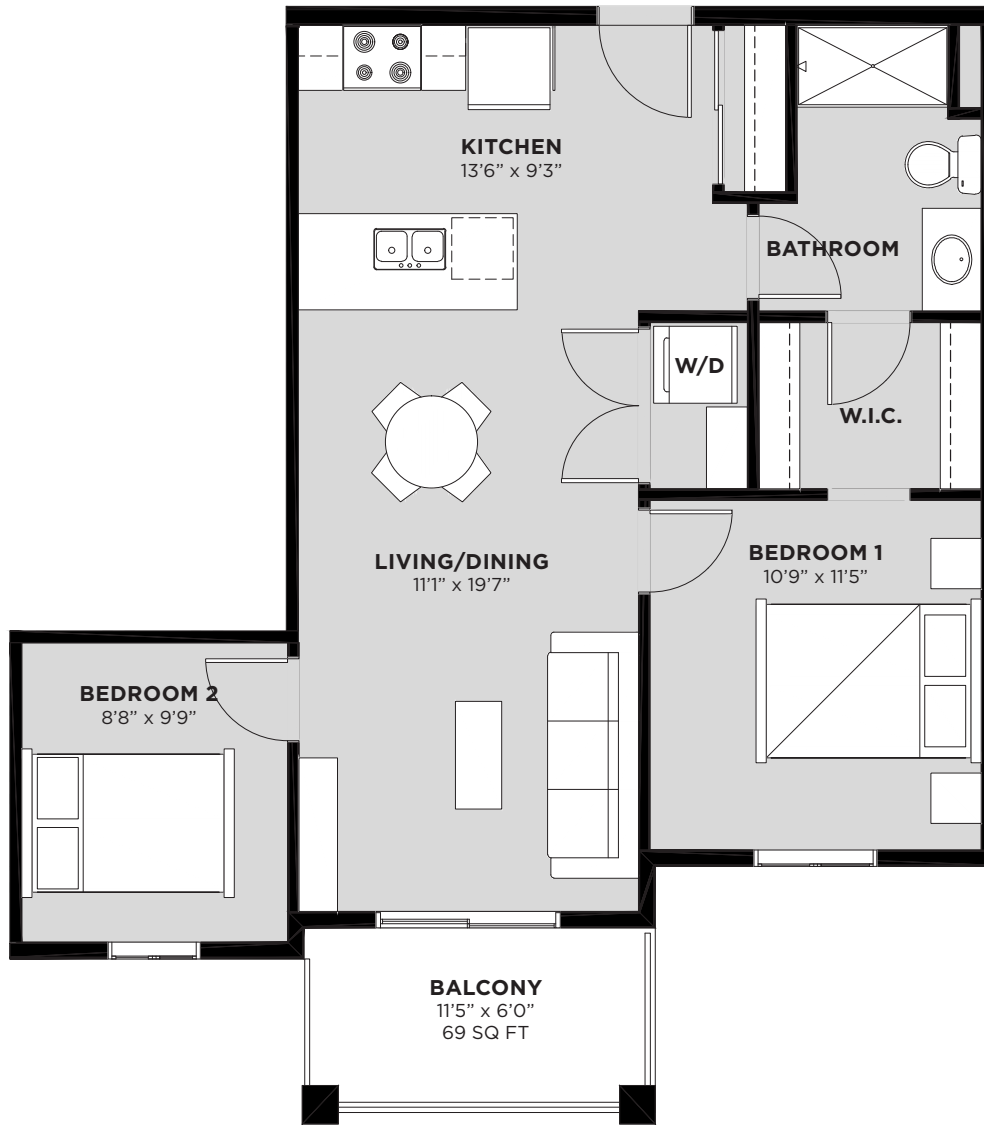 KITCHEN
13’6” x 9’3”
BATHROOM
W/D
W.I.C.
LIVING/DINING
11’1” x 19’7”
BEDROOM 1
10’9” x 11’5”
BEDROOM 2
8’8” x 9’9”
BALCONY
11’5” x 6’0”
69 SQ FT